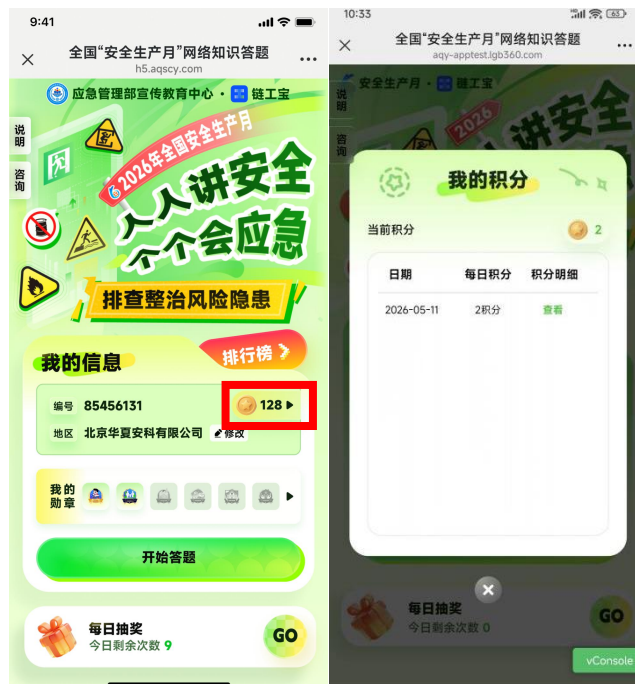 9:41
全国“安全生产月”网络知识答题
h5.aqscy.com
应急管理部宣传教育中心 · 链工宝
说明
咨询
2026年全国安全生产月
人人讲安全
个个会应急
排查整治风险隐患
我的信息
排行榜
编号 85456131
128
地区 北京华夏安科有限公司 修改
我的勋章
开始答题
每日抽奖
今日剩余次数 9
GO
10:33
63
全国“安全生产月”网络知识答题
aqy-apptest.lgb360.com
安全生产月 · 链工宝
说明
咨询
2026
讲安全
我的积分
当前积分
2
日期 每日积分 积分明细
2026-05-11 2积分 查看
每日抽奖
今日剩余次数 0
GO
vConsole